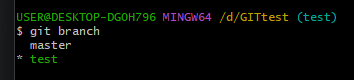 USER@DESKTOP-DGOH796 MINGW64 /d/GITtest (test)
$ git branch
  master
* test